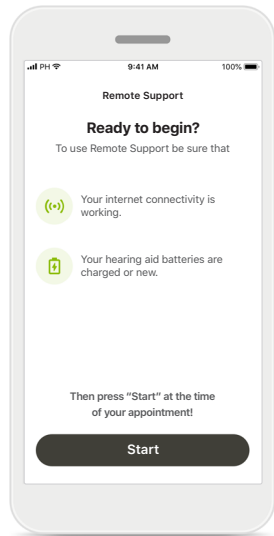 PH 9:41 AM 100%
Remote Support
Ready to begin?
To use Remote Support be sure that
Your internet connectivity is
working.
Your hearing aid batteries are
charged or new.
Then press “Start” at the time
of your appointment!
Start